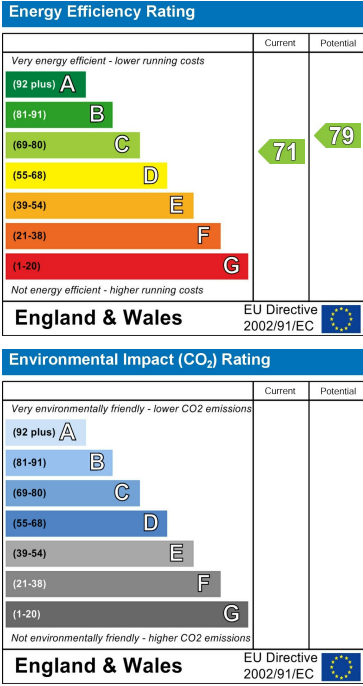 Energy Efficiency Rating
Current Potential
Very energy efficient - lower running costs
(92 plus) A
(81-91) B
(69-80) C
(55-68) D
(39-54) E
(21-38) F
(1-20) G
71
79
Not energy efficient - higher running costs
England & Wales
EU Directive
2002/91/EC
Environmental Impact (CO₂) Rating
Current Potential
Very environmentally friendly - lower CO2 emissions
(92 plus) A
(81-91) B
(69-80) C
(55-68) D
(39-54) E
(21-38) F
(1-20) G
Not environmentally friendly - higher CO2 emissions
England & Wales
EU Directive
2002/91/EC